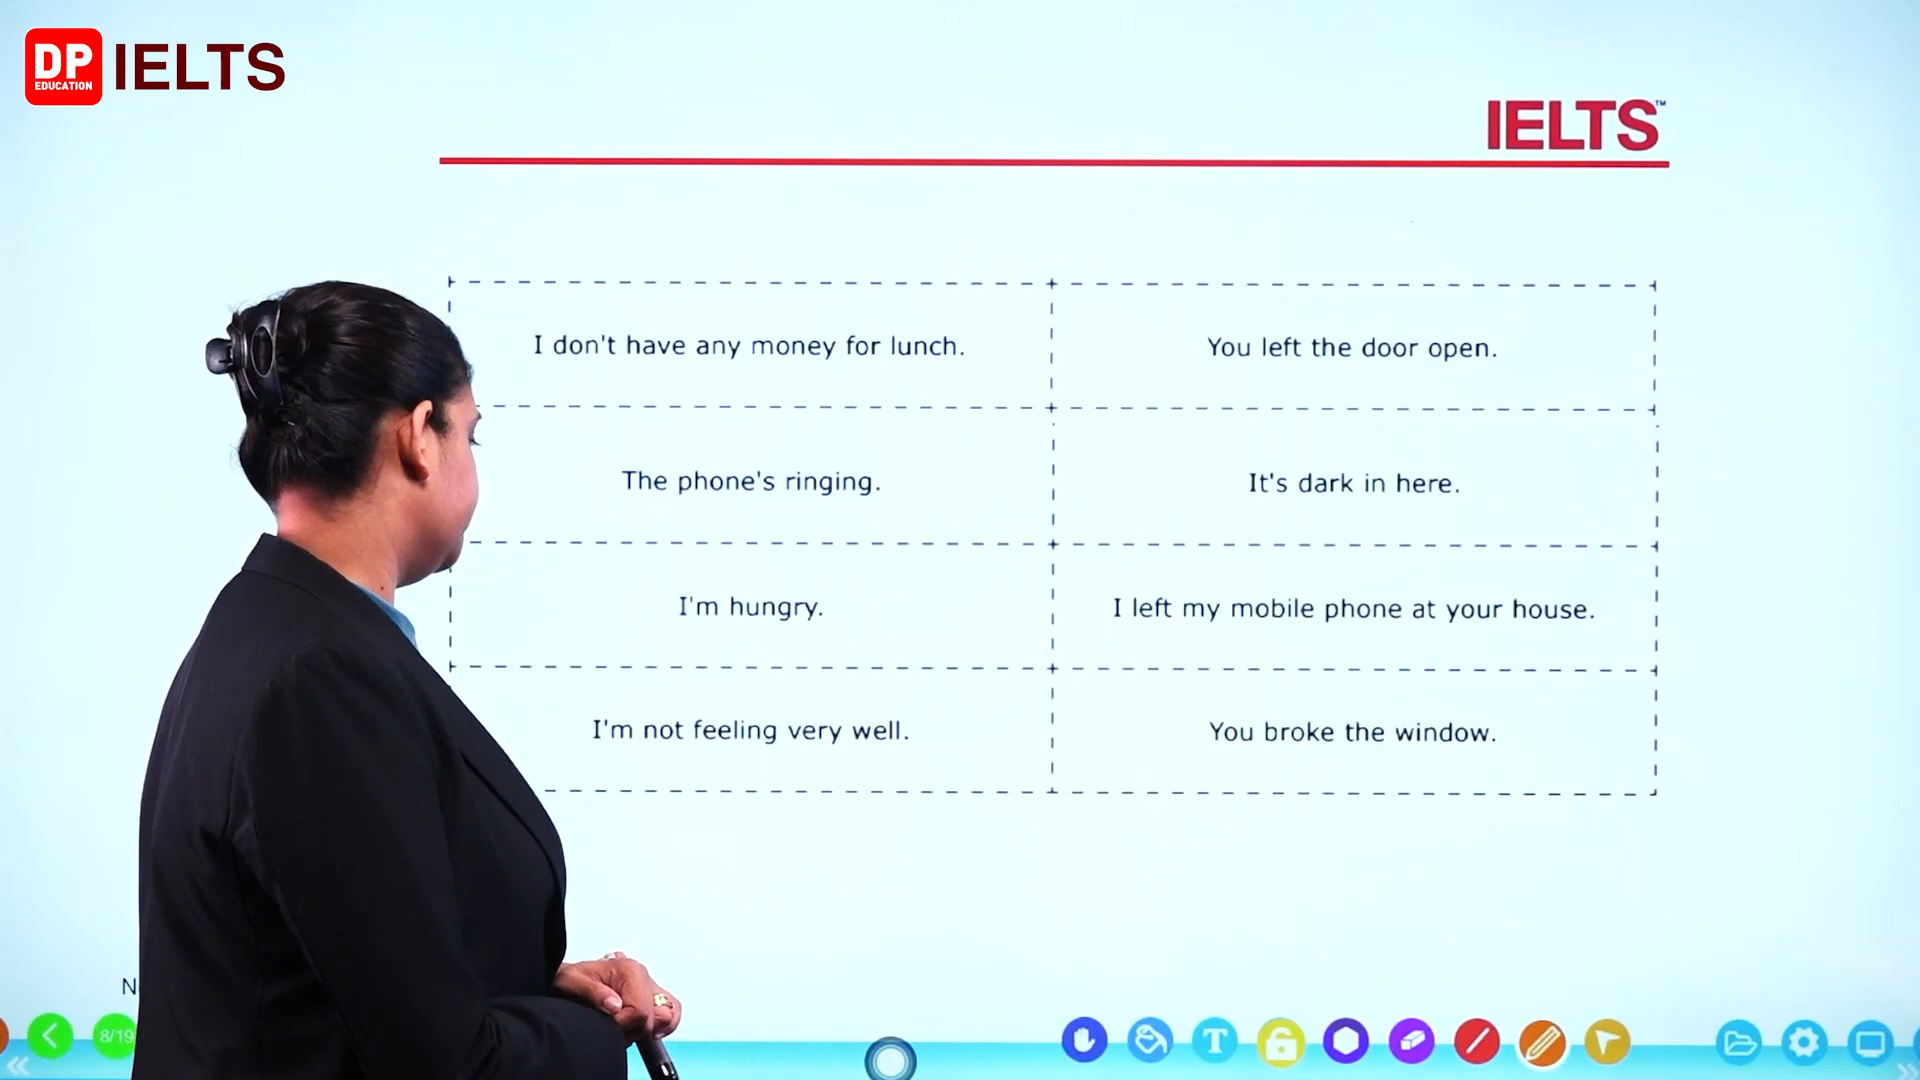 DP
EDUCATION
IELTS
IELTS™
I don't have any money for lunch.
You left the door open.
The phone's ringing.
It's dark in here.
I'm hungry.
I left my mobile phone at your house.
I'm not feeling very well.
You broke the window.
8/19
T